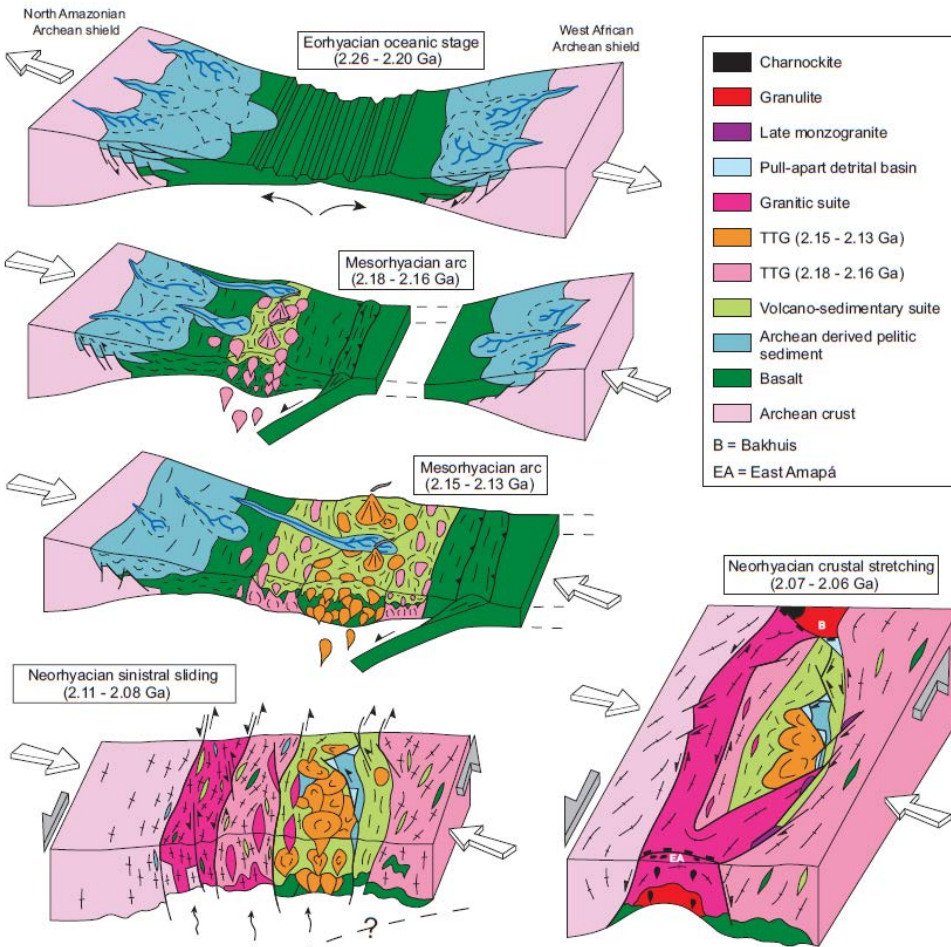 North Amazonian
Archean shield
Eorhyacian oceanic stage
(2.26 - 2.20 Ga)
West African
Archean shield
Mesorhyacian arc
(2.18 - 2.16 Ga)
Mesorhyacian arc
(2.15 - 2.13 Ga)
Neorhyacian sinistral sliding
(2.11 - 2.08 Ga)
?
Neorhyacian crustal stretching
(2.07 - 2.06 Ga)
B
EA
Charnockite
Granulite
Late monzogranite
Pull-apart detrital basin
Granitic suite
TTG (2.15 - 2.13 Ga)
TTG (2.18 - 2.16 Ga)
Volcano-sedimentary suite
Archean derived pelitic
sediment
Basalt
Archean crust
B = Bakhuis
EA = East Amapá